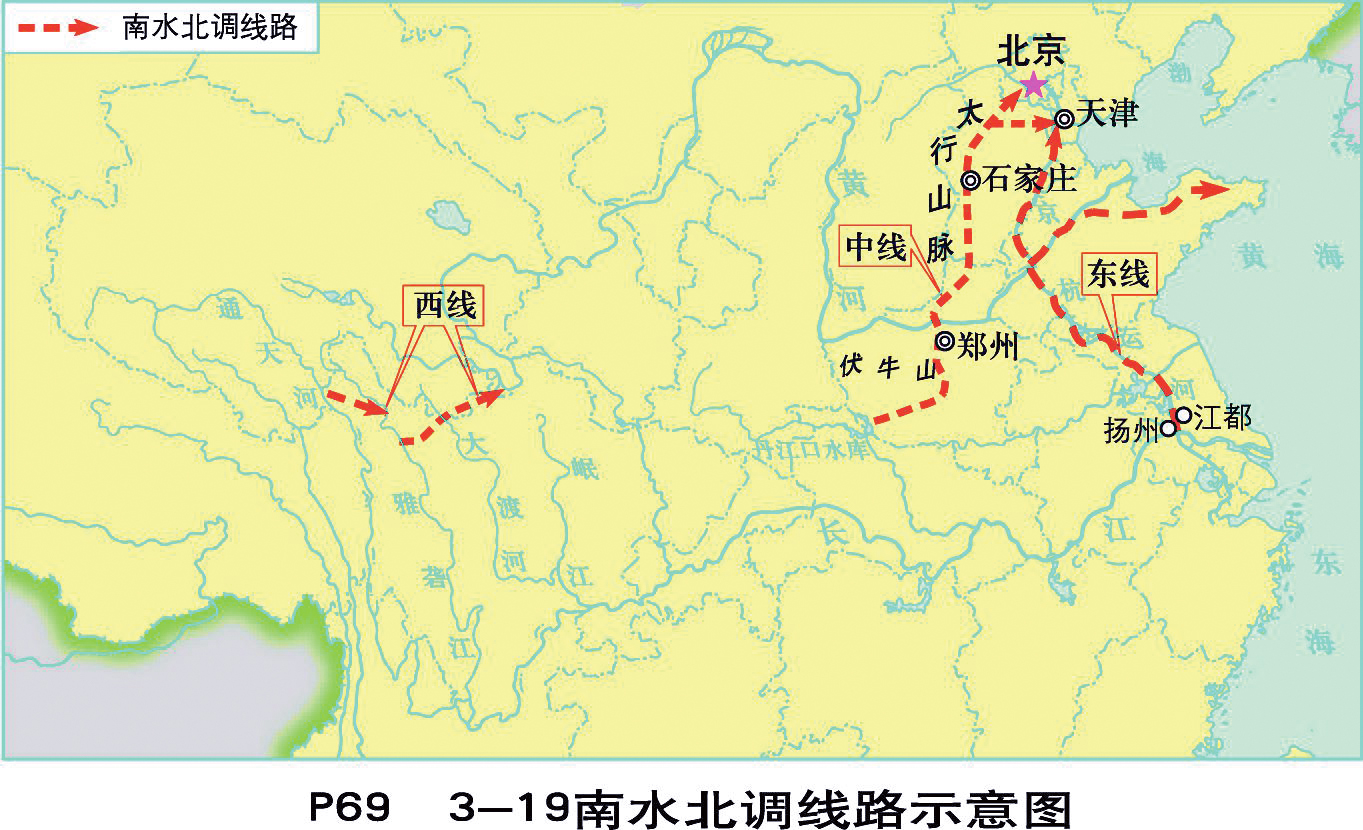 南水北调线路
北京
天津
渤海
太行山脉
石家庄
黄河
中线
京杭运河
东线
黄海
西线
通天河
郑州
伏牛山
江都
扬州
丹江口水库
大渡河
岷江
雅砻江
长江
东海
P69 3—19南水北调线路示意图